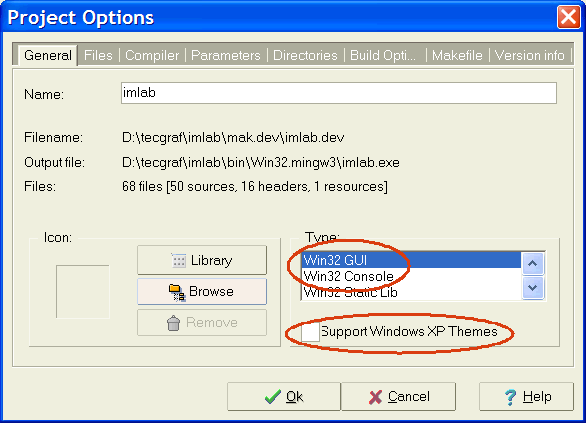 Project Options
General Files Compiler Parameters Directories Build Opti... Makefile Version info
Name: imlab
Filename: D:\tecgraf\imlab\mak.dev\imlab.dev
Output file: D:\tecgraf\imlab\bin\Win32.mingw3\imlab.exe
Files: 68 files [50 sources, 16 headers, 1 resources]
Icon:
Library
Browse
Remove
Type:
Win32 GUI
Win32 Console
Win32 Static Lib
Support Windows XP Themes
Ok Cancel Help